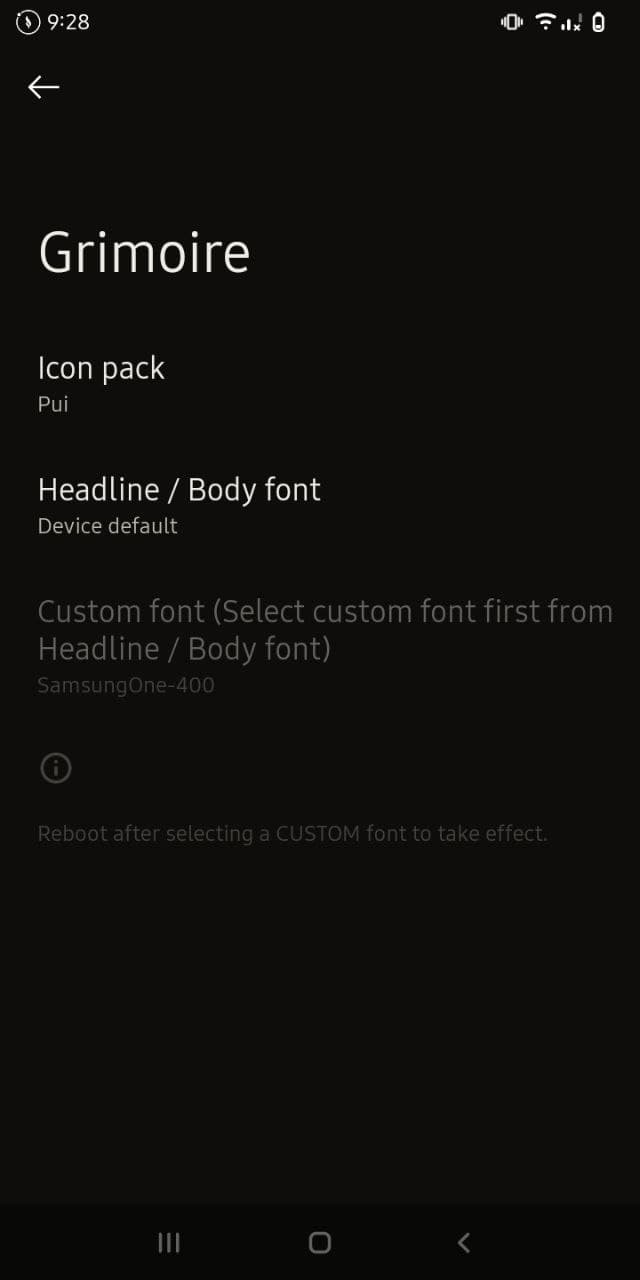 9:28
Grimoire
Icon pack
Pui
Headline / Body font
Device default
Custom font (Select custom font first from
Headline / Body font)
SamsungOne-400
Reboot after selecting a CUSTOM font to take effect.